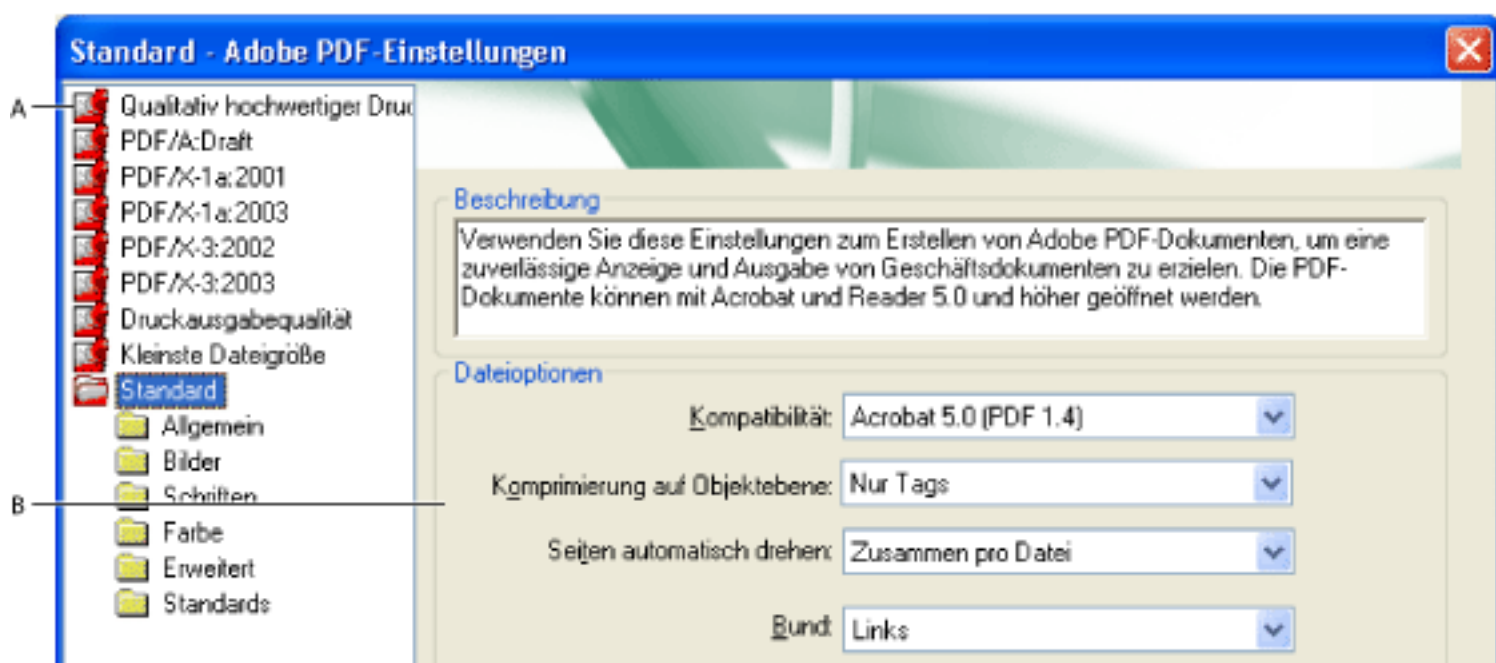 Standard - Adobe PDF-Einstellungen
A
Qualitativ hochwertiger Druc
PDF/A:Draft
PDF/X-1a:2001
PDF/X-1a:2003
PDF/X-3:2002
PDF/X-3:2003
Druckausgabequalität
Kleinste Dateigröße
Standard
Allgemein
Bilder
B
Schriften
Farbe
Erweitert
Standards
Beschreibung
Verwenden Sie diese Einstellungen zum Erstellen von Adobe PDF-Dokumenten, um eine
zuverlässige Anzeige und Ausgabe von Geschäftsdokumenten zu erzielen. Die PDF-
Dokumente können mit Acrobat und Reader 5.0 und höher geöffnet werden.
Dateioptionen
Kompatibilität: Acrobat 5.0 (PDF 1.4)
Komprimierung auf Objektebene: Nur Tags
Seiten automatisch drehen: Zusammen pro Datei
Bund: Links